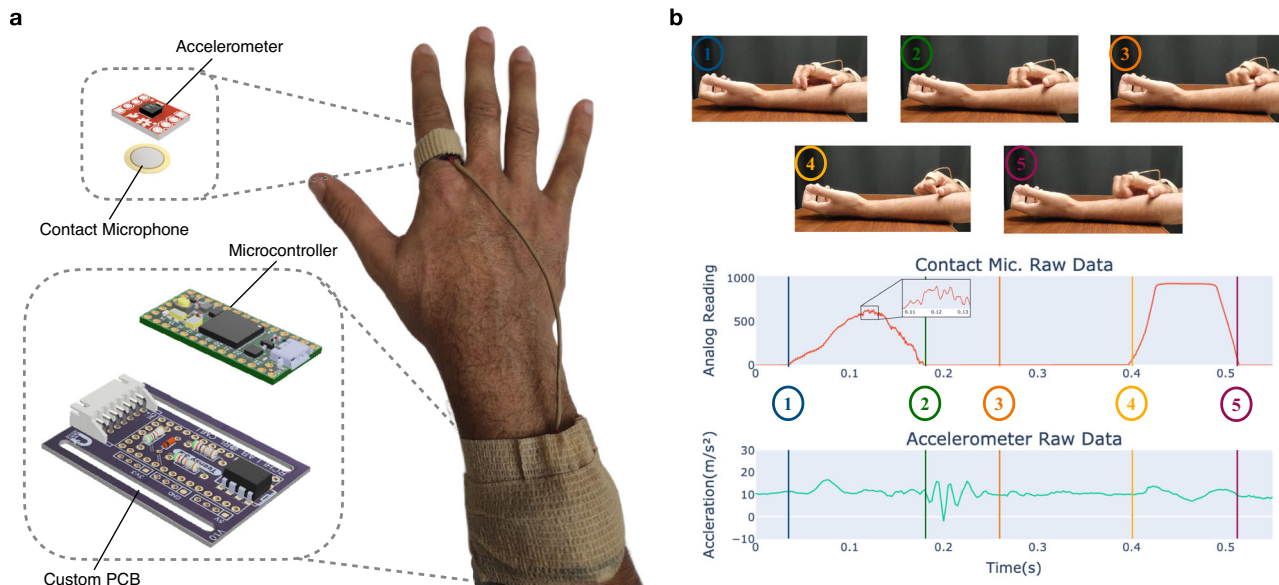 a
Accelerometer
Contact Microphone
Microcontroller
Custom PCB
b
1
2
3
4
5
Contact Mic. Raw Data
Analog Reading
1000
500
0
0.11 0.12 0.13
0 0.1 0.2 0.3 0.4 0.5
1 2 3 4 5
Accelerometer Raw Data
Accleration(m/s²)
30
20
10
0
−10
0 0.1 0.2 0.3 0.4 0.5
Time(s)